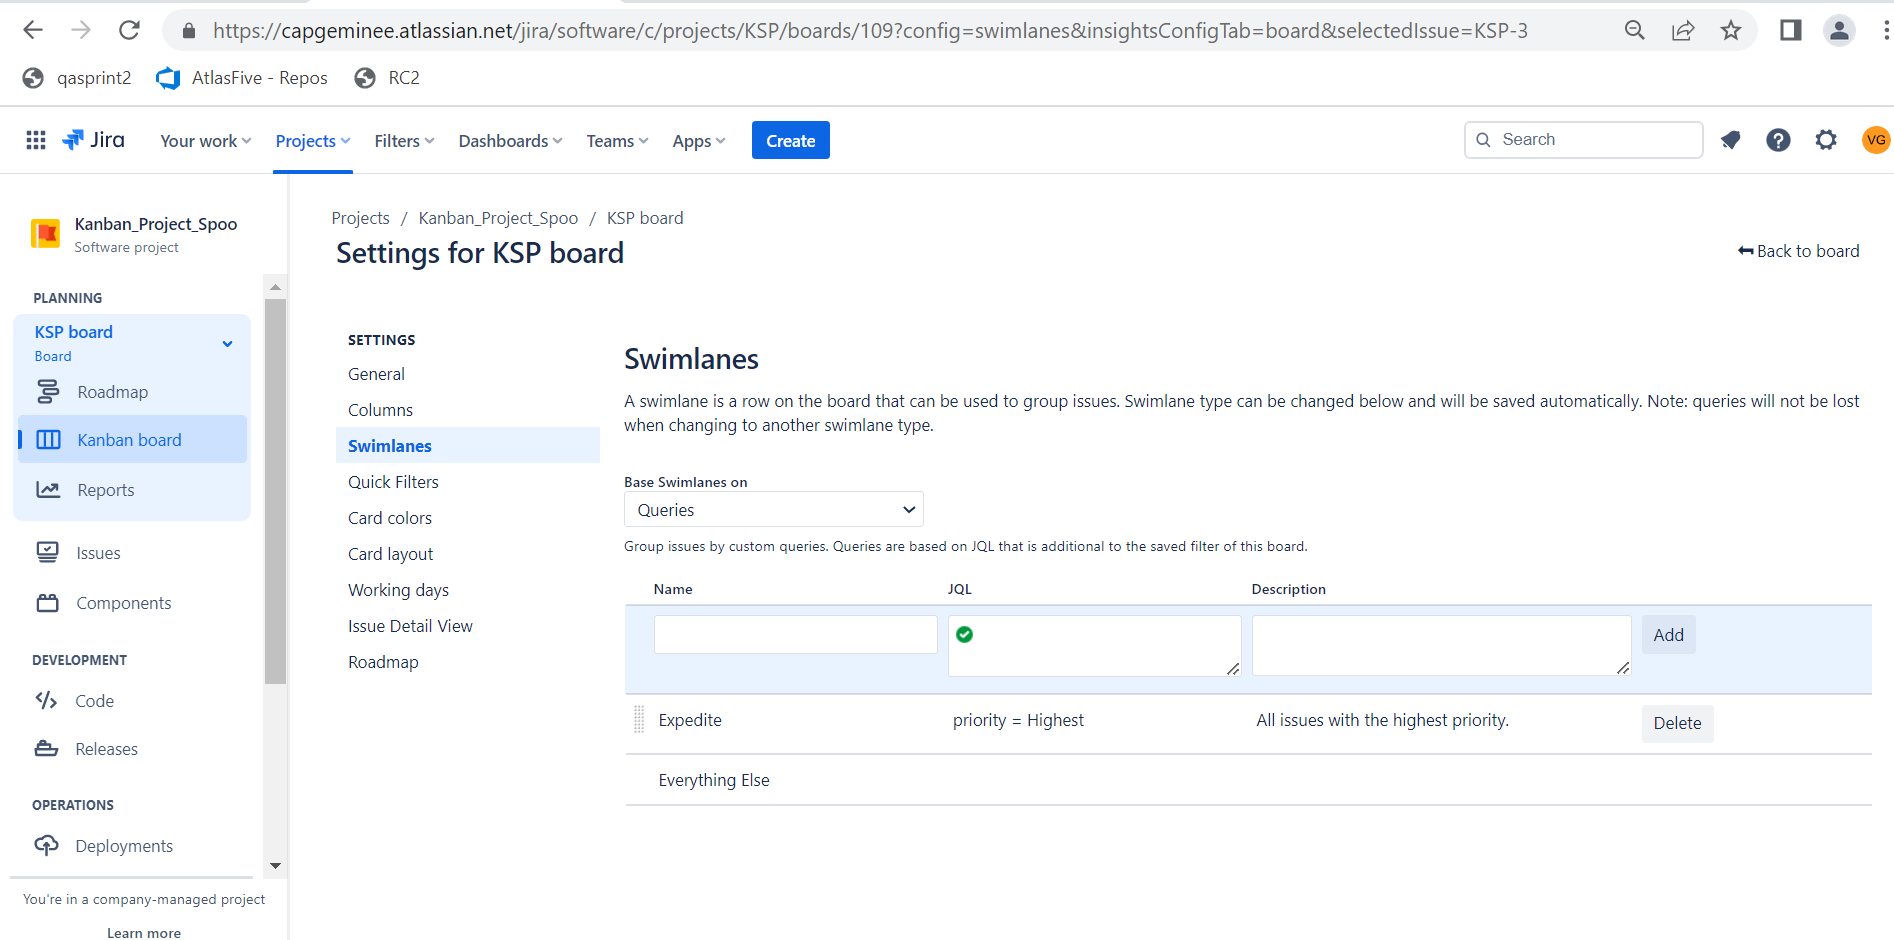 https://capgeminee.atlassian.net/jira/software/c/projects/KSP/boards/109?config=swimlanes&insightsConfigTab=board&selectedIssue=KSP-3
qasprint2 AtlasFive - Repos RC2
Jira Your work Projects Filters Dashboards Teams Apps Create Search VG
Kanban_Project_Spoo
Software project
PLANNING
KSP board
Board
Roadmap
Kanban board
Reports
Issues
Components
DEVELOPMENT
Code
Releases
OPERATIONS
Deployments
You're in a company-managed project
Learn more
Projects / Kanban_Project_Spoo / KSP board
Settings for KSP board
Back to board
SETTINGS
General
Columns
Swimlanes
Quick Filters
Card colors
Card layout
Working days
Issue Detail View
Roadmap
Swimlanes
A swimlane is a row on the board that can be used to group issues. Swimlane type can be changed below and will be saved automatically. Note: queries will not be lost
when changing to another swimlane type.
Base Swimlanes on
Queries
Group issues by custom queries. Queries are based on JQL that is additional to the saved filter of this board.
Name JQL Description
Add
Expedite priority = Highest All issues with the highest priority. Delete
Everything Else